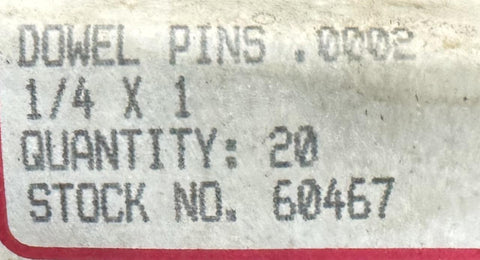 DOWEL PINS .0002
1/4 X 1
QUANTITY: 20
STOCK NO. 60467